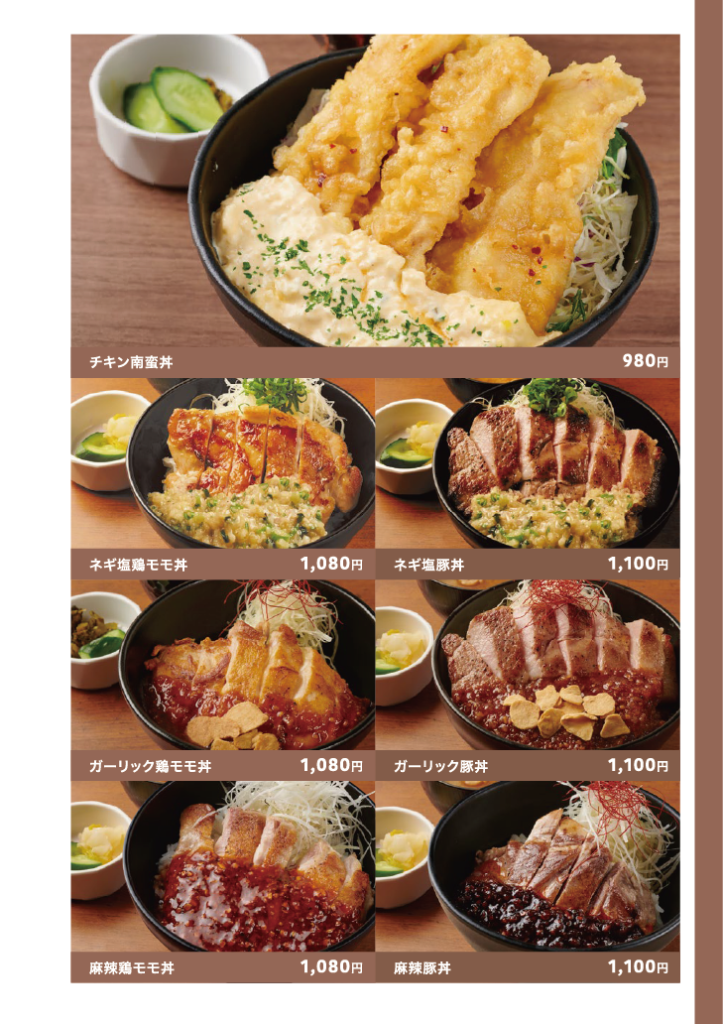 チキン南蛮丼 980円
ネギ塩鶏モモ丼 1,080円
ネギ塩豚丼 1,100円
ガーリック鶏モモ丼 1,080円
ガーリック豚丼 1,100円
麻辣鶏モモ丼 1,080円
麻辣豚丼 1,100円